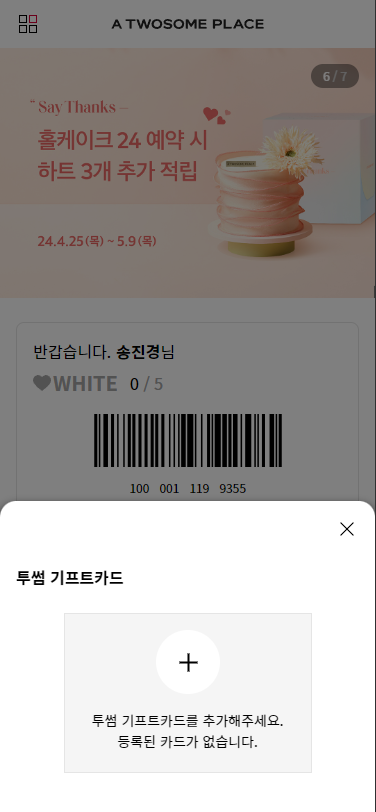 A TWOSOME PLACE
6 / 7
“ Say Thanks —
홀케이크 24 예약 시
하트 3개 추가 적립
24.4.25(목) ~ 5.9(목)
반갑습니다. 송진경님
WHITE 0 / 5
100 001 119 9355
투썸 기프트카드
투썸 기프트카드를 추가해주세요.
등록된 카드가 없습니다.